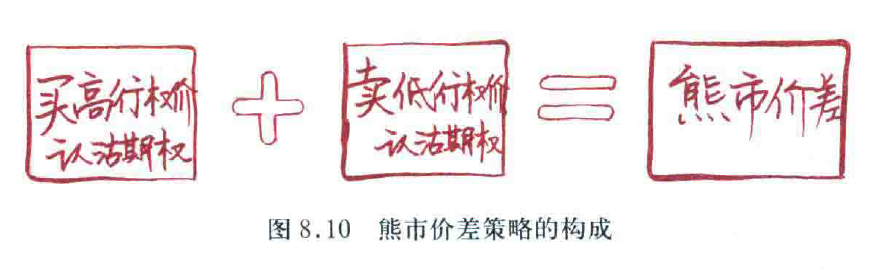 买高行权价
认沽期权
+
卖低行权价
认沽期权
=
熊市价差
图 8.10 熊市价差策略的构成